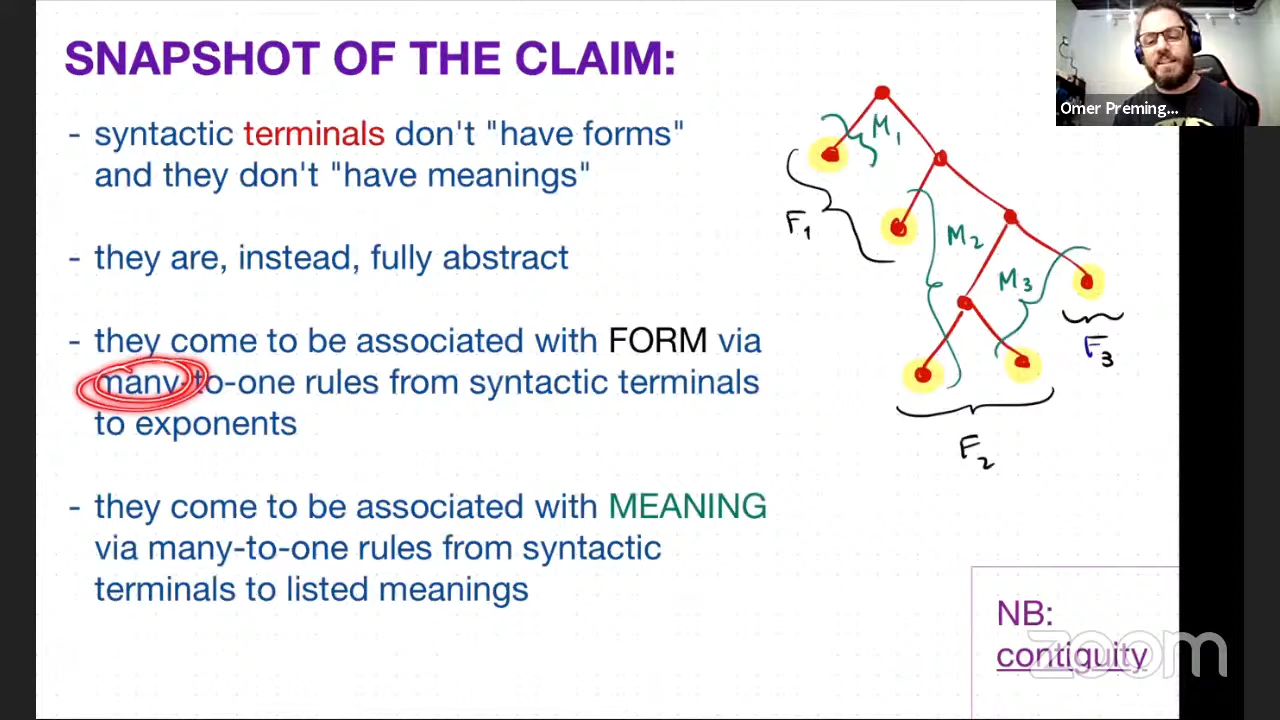 SNAPSHOT OF THE CLAIM:
- syntactic terminals don't "have forms"
and they don't "have meanings"
- they are, instead, fully abstract
- they come to be associated with FORM via
many-to-one rules from syntactic terminals
to exponents
- they come to be associated with MEANING
via many-to-one rules from syntactic
terminals to listed meanings
Omer Preming...
M1
F1
M2
M3
F3
F2
NB:
contiguity
zoom